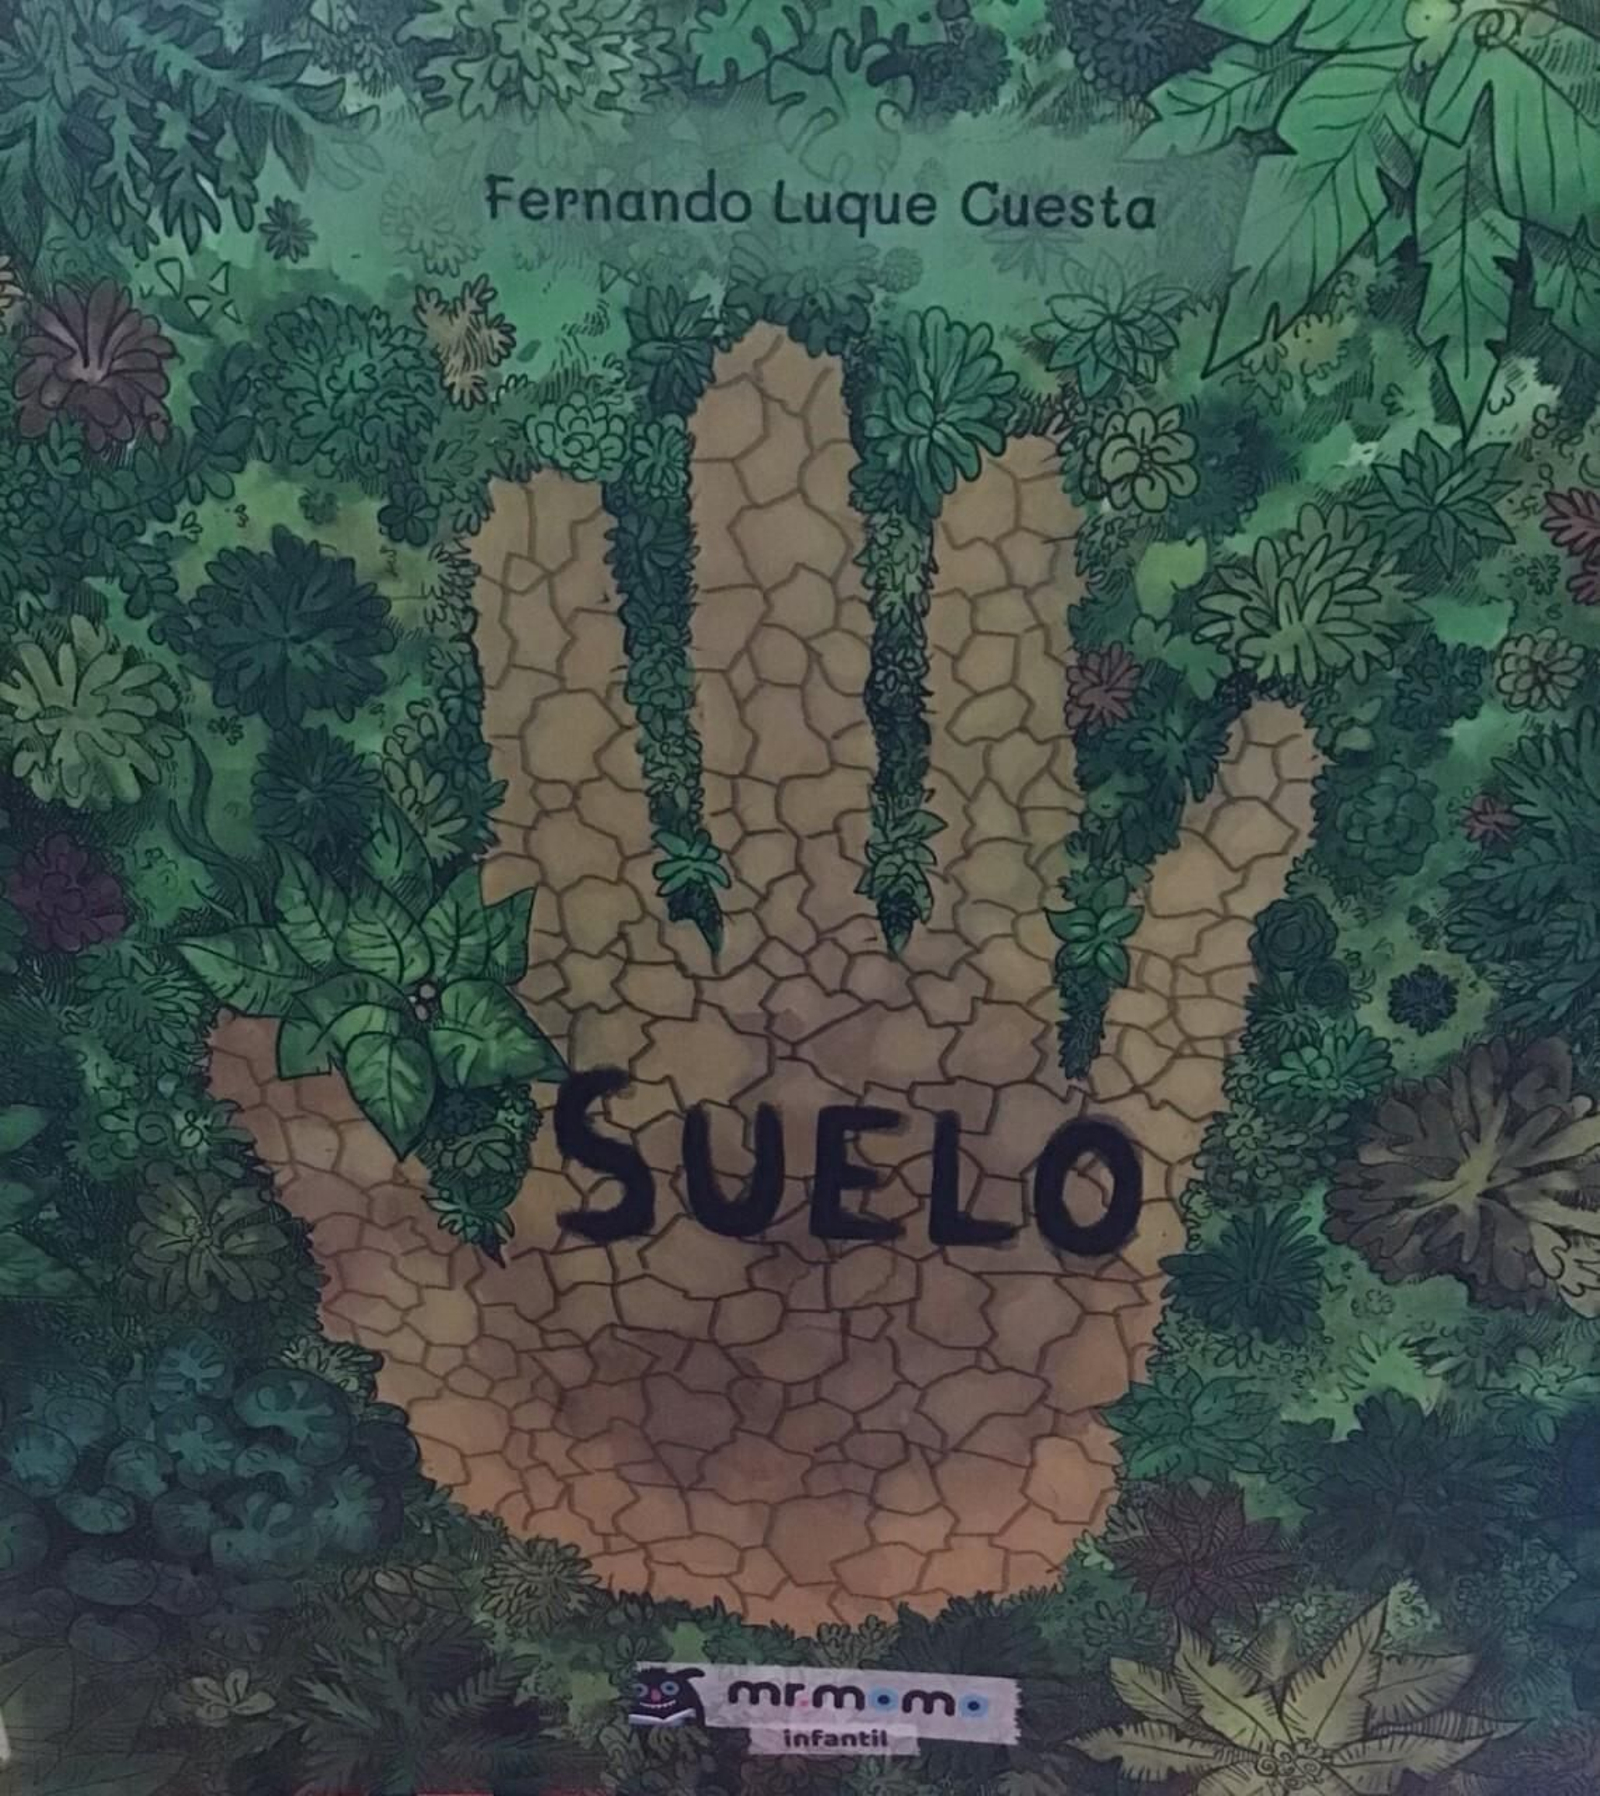 Fernando Luque Cuesta
SUELO
mr.momo
infantil